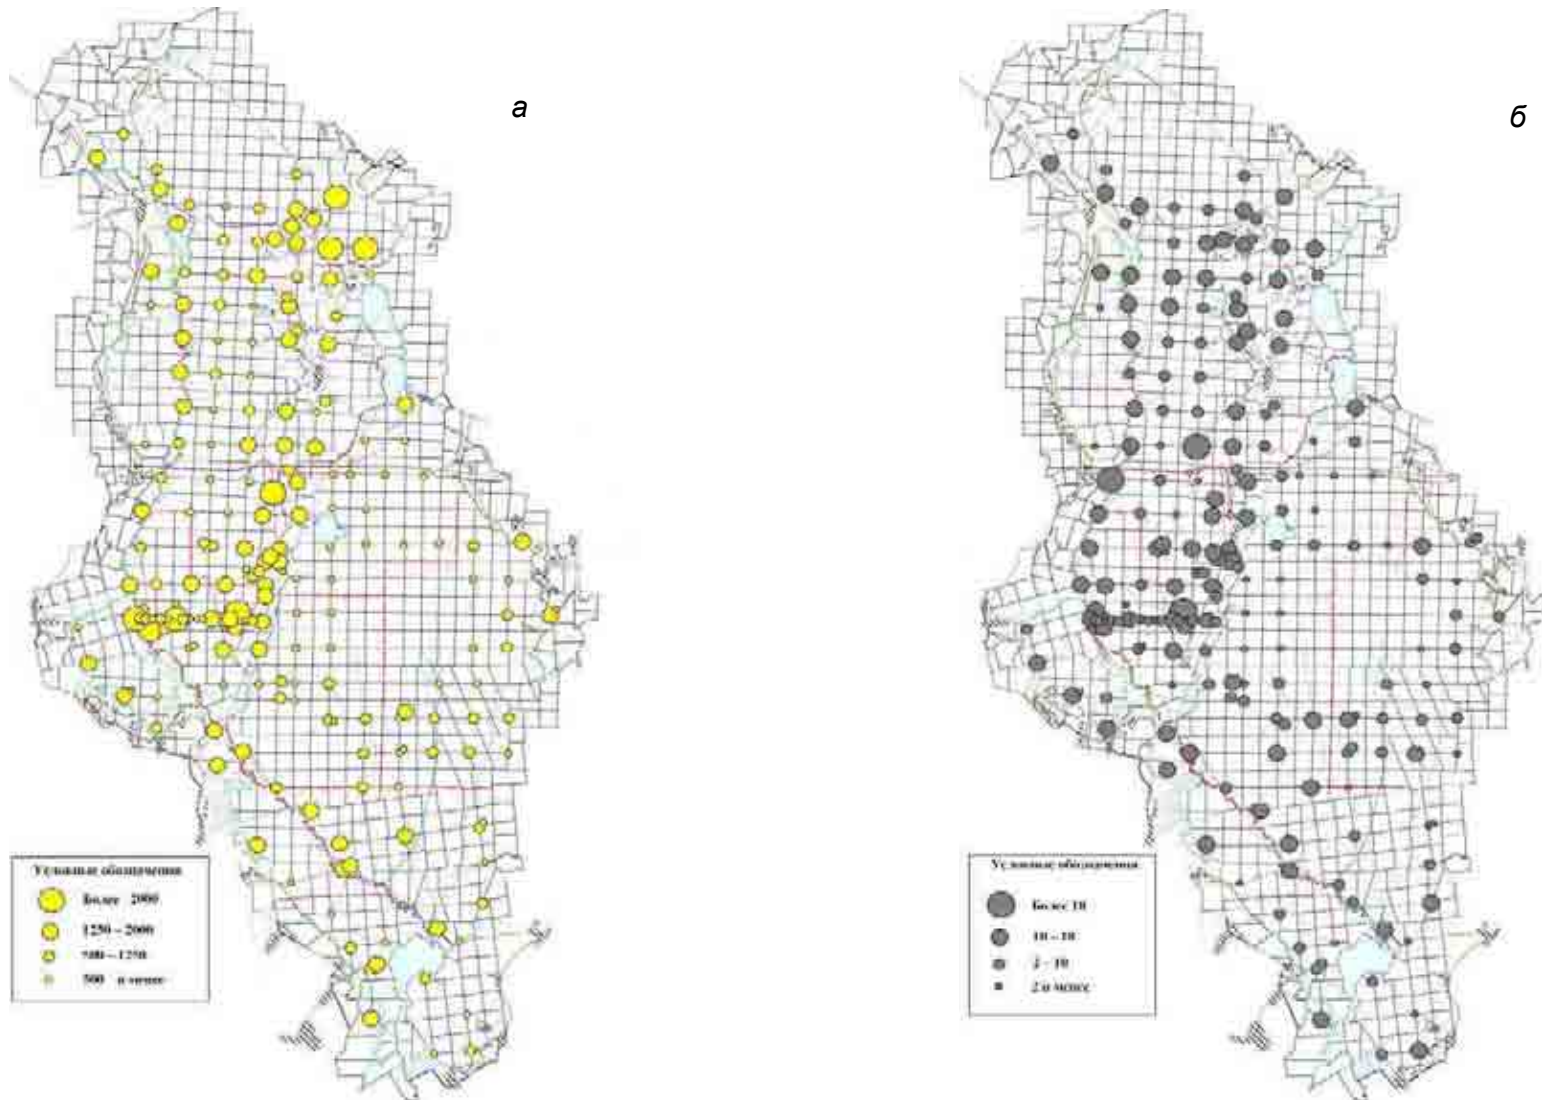 а
б
Условные обозначения
Более 2000
1250 – 2000
500 – 1250
500 и менее
Условные обозначения
Более 18
10 – 18
2 – 10
2 и менее